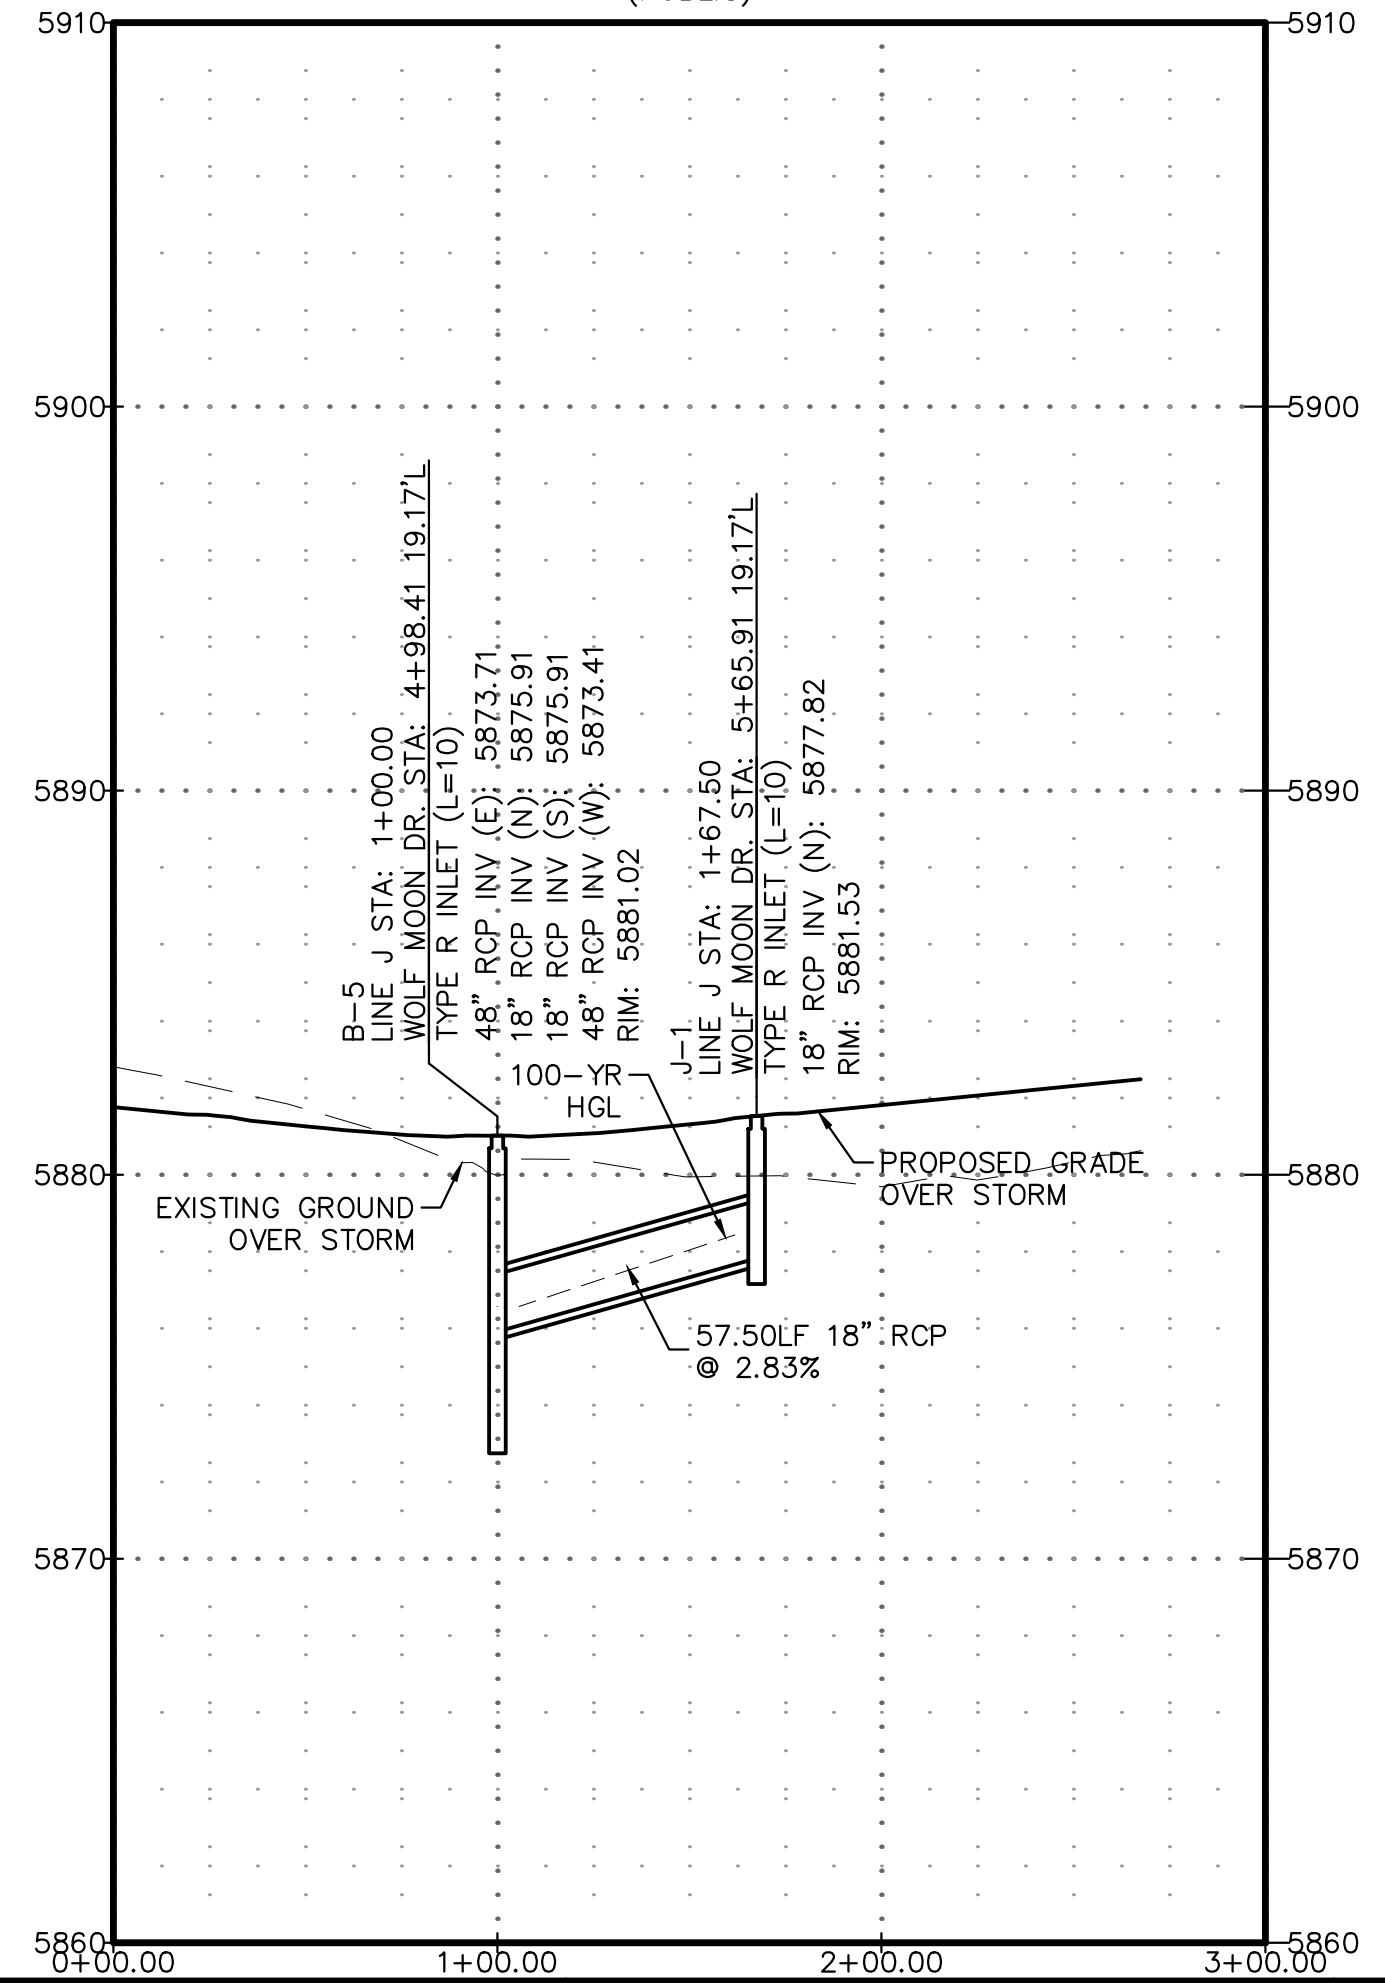 5910
5910
5900
5900
5890
5890
5880
5880
5870
5870
5860
5860
0+00.00
1+00.00
2+00.00
3+00.00
B-5
LINE J STA: 1+00.00
WOLF MOON DR. STA: 4+98.41 19.17'L
TYPE R INLET (L=10)
48" RCP INV (E): 5873.71
18" RCP INV (N): 5875.91
18" RCP INV (S): 5875.91
48" RCP INV (W): 5873.41
RIM: 5881.02
J-1
LINE J STA: 1+67.50
WOLF MOON DR. STA: 5+65.91 19.17'L
TYPE R INLET (L=10)
18" RCP INV (N): 5877.82
RIM: 5881.53
100-YR
HGL
PROPOSED GRADE
OVER STORM
EXISTING GROUND
OVER STORM
57.50LF 18" RCP
@ 2.83%